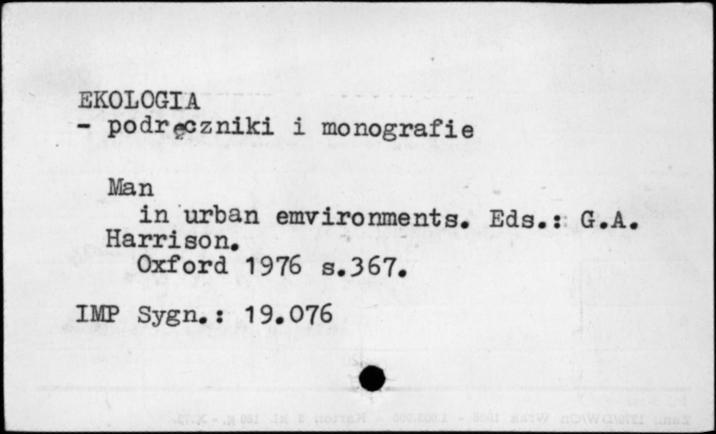 EKOLOGIA
- podręczniki i monografie
Man
in urban emvironments. Eds.: G.A.
Harrison.
Oxford 1976 s.367.
IMP Sygn.: 19.076